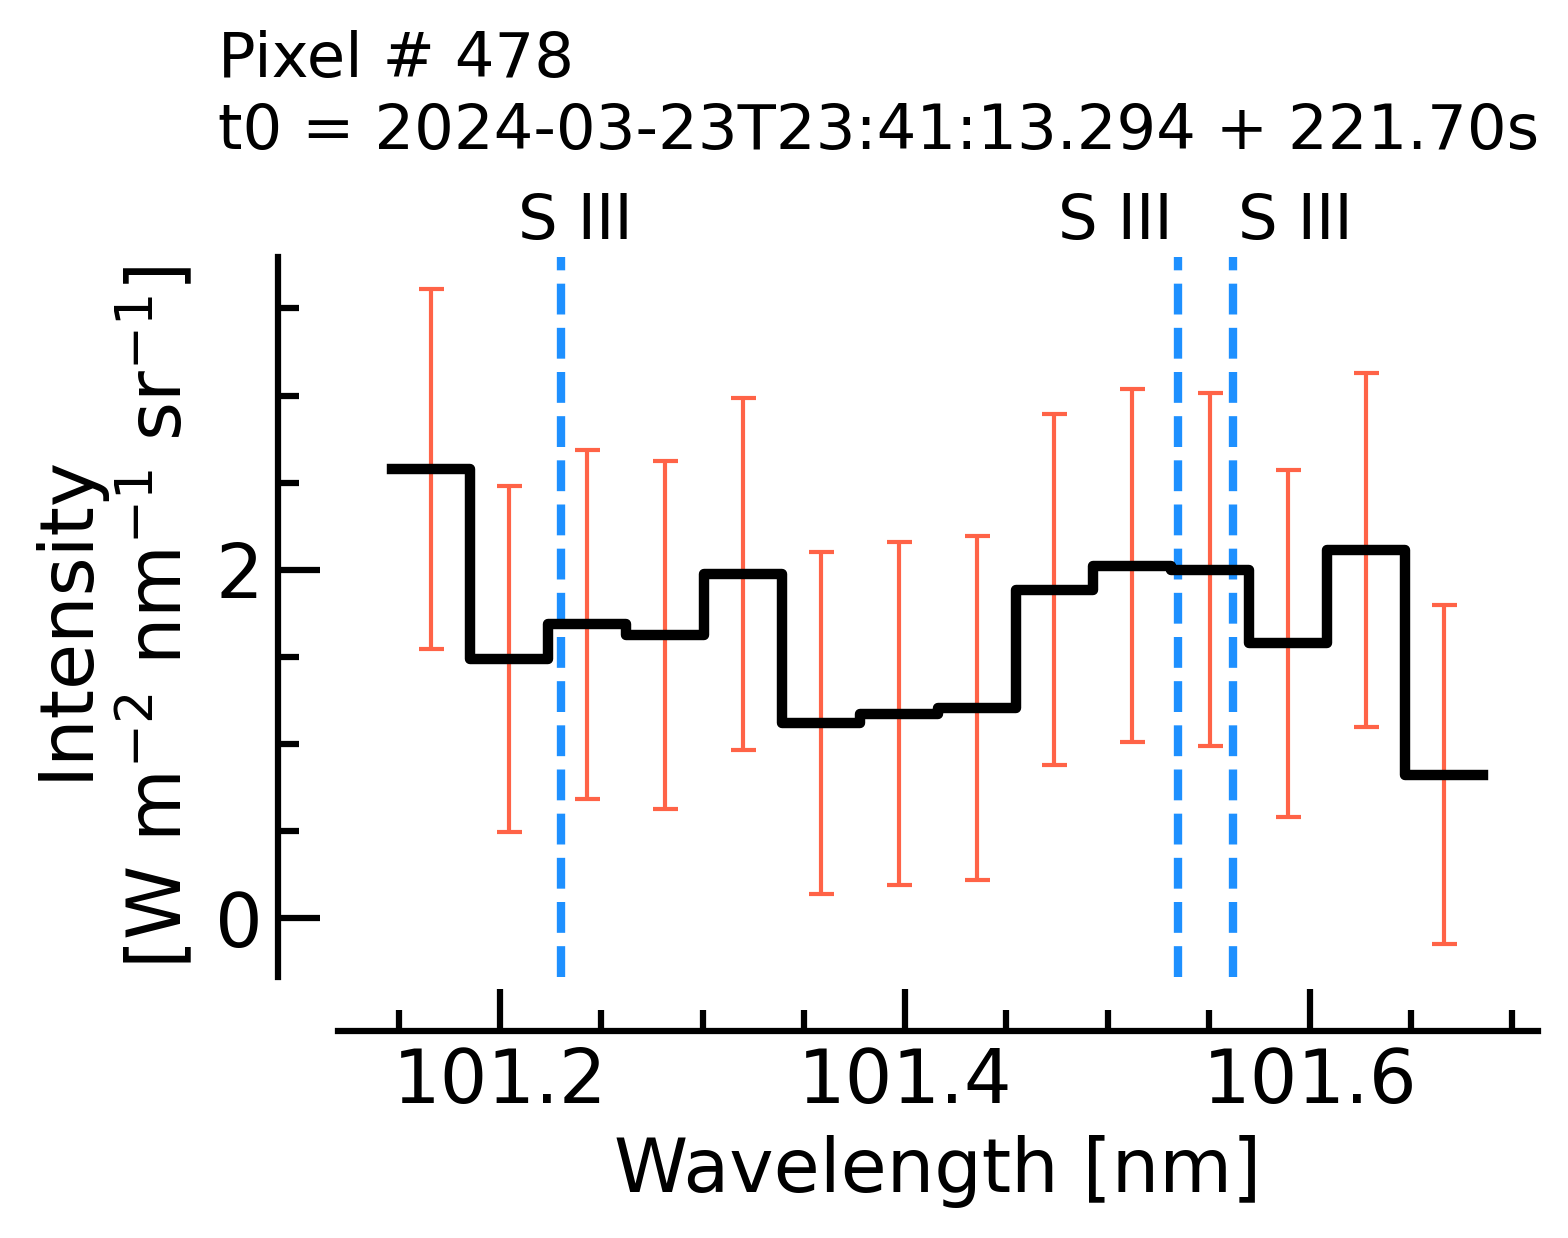 Pixel # 478
t0 = 2024-03-23T23:41:13.294 + 221.70s
S III S III S III
Intensity
[W m⁻² nm⁻¹ sr⁻¹]
2
0
101.2 101.4 101.6
Wavelength [nm]